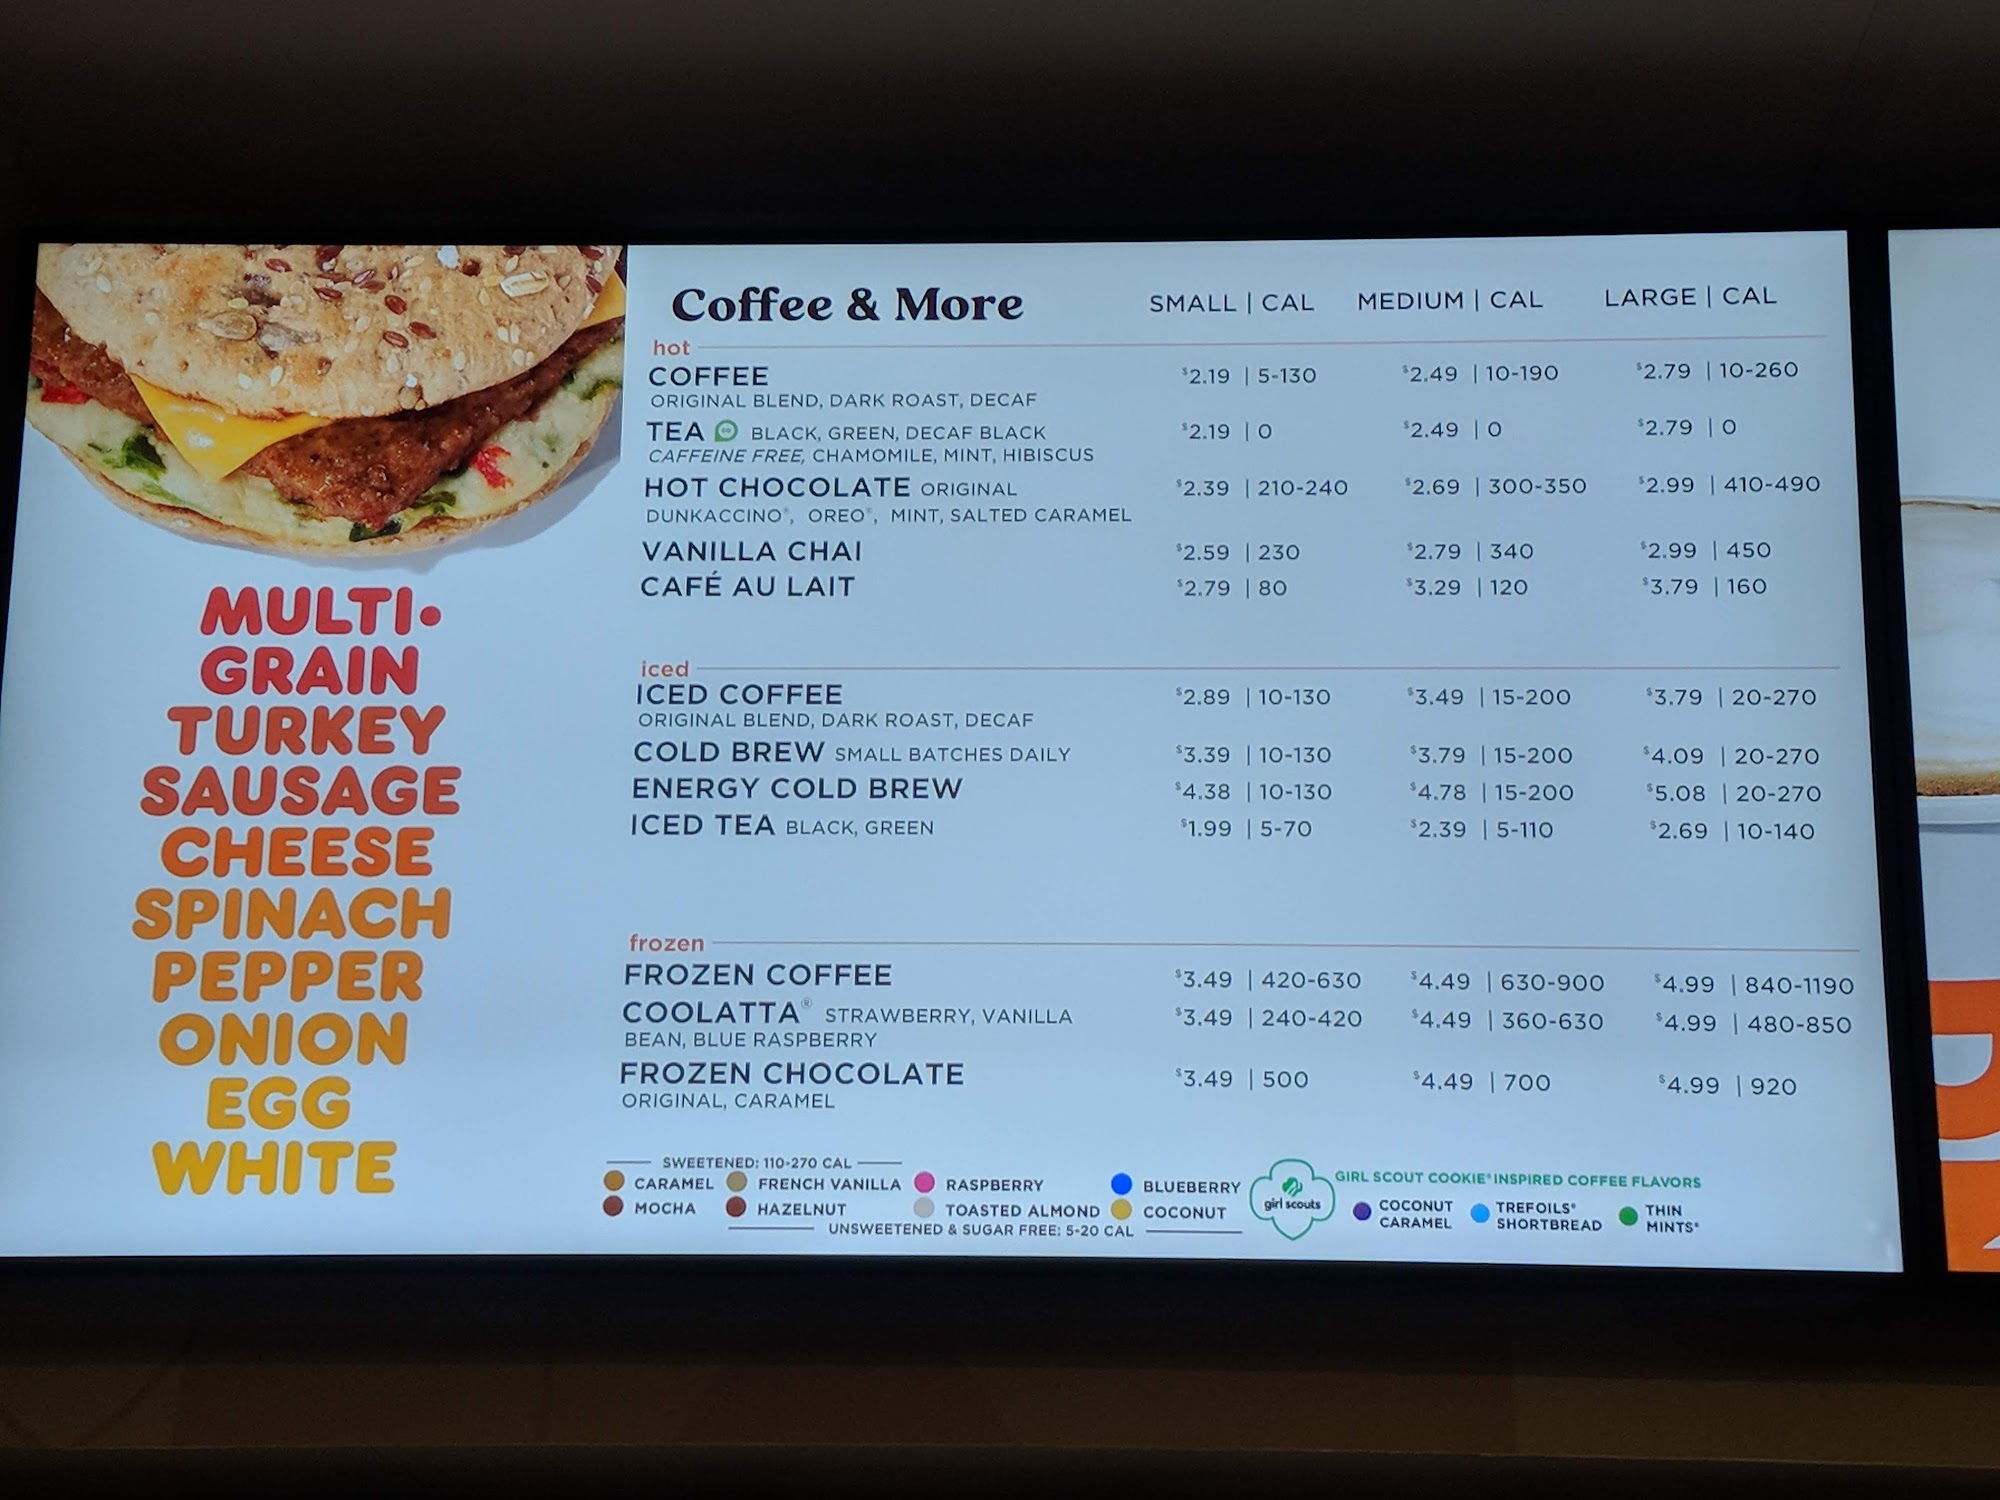 MULTI•
GRAIN
TURKEY
SAUSAGE
CHEESE
SPINACH
PEPPER
ONION
EGG
WHITE
Coffee & More SMALL | CAL MEDIUM | CAL LARGE | CAL
hot
COFFEE $2.19 | 5-130 $2.49 | 10-190 $2.79 | 10-260
ORIGINAL BLEND, DARK ROAST, DECAF
TEA BLACK, GREEN, DECAF BLACK $2.19 | 0 $2.49 | 0 $2.79 | 0
CAFFEINE FREE, CHAMOMILE, MINT, HIBISCUS
HOT CHOCOLATE ORIGINAL $2.39 | 210-240 $2.69 | 300-350 $2.99 | 410-490
DUNKACCINO®, OREO®, MINT, SALTED CARAMEL
VANILLA CHAI $2.59 | 230 $2.79 | 340 $2.99 | 450
CAFÉ AU LAIT $2.79 | 80 $3.29 | 120 $3.79 | 160
iced
ICED COFFEE $2.89 | 10-130 $3.49 | 15-200 $3.79 | 20-270
ORIGINAL BLEND, DARK ROAST, DECAF
COLD BREW SMALL BATCHES DAILY $3.39 | 10-130 $3.79 | 15-200 $4.09 | 20-270
ENERGY COLD BREW $4.38 | 10-130 $4.78 | 15-200 $5.08 | 20-270
ICED TEA BLACK, GREEN $1.99 | 5-70 $2.39 | 5-110 $2.69 | 10-140
frozen
FROZEN COFFEE $3.49 | 420-630 $4.49 | 630-900 $4.99 | 840-1190
COOLATTA® STRAWBERRY, VANILLA $3.49 | 240-420 $4.49 | 360-630 $4.99 | 480-850
BEAN, BLUE RASPBERRY
FROZEN CHOCOLATE $3.49 | 500 $4.49 | 700 $4.99 | 920
ORIGINAL, CARAMEL
SWEETENED: 110-270 CAL
CARAMEL FRENCH VANILLA RASPBERRY BLUEBERRY
MOCHA HAZELNUT TOASTED ALMOND COCONUT
UNSWEETENED & SUGAR FREE: 5-20 CAL
girl scouts
GIRL SCOUT COOKIE® INSPIRED COFFEE FLAVORS
COCONUT CARAMEL
TREFOILS® SHORTBREAD
THIN MINTS®